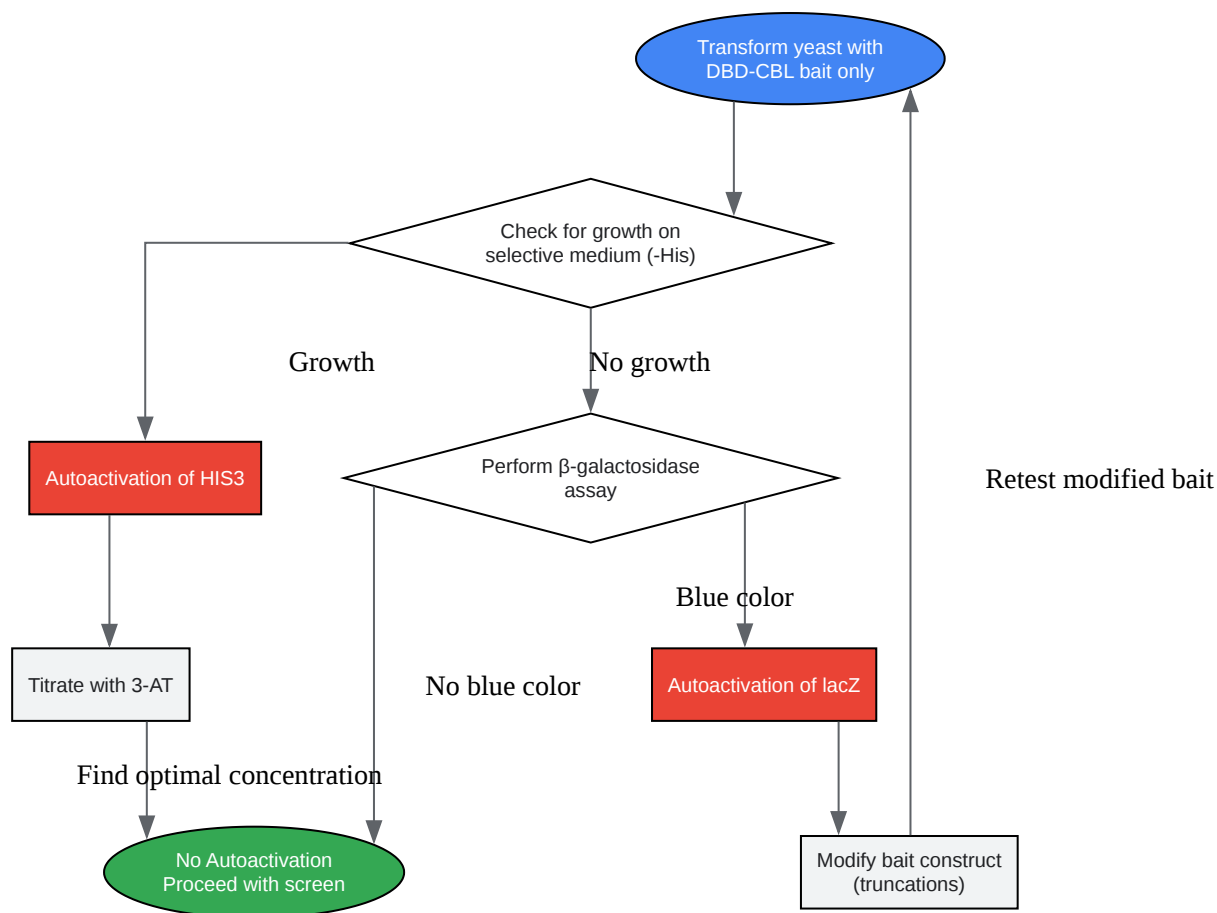 Transform yeast with
DBD-CBL bait only
Check for growth on
selective medium (-His)
Growth
No growth
Autoactivation of HIS3
Perform β-galactosidase
assay
Retest modified bait
Blue color
Titrate with 3-AT
No blue color
Autoactivation of lacZ
Find optimal concentration
No Autoactivation
Proceed with screen
Modify bait construct
(truncations)